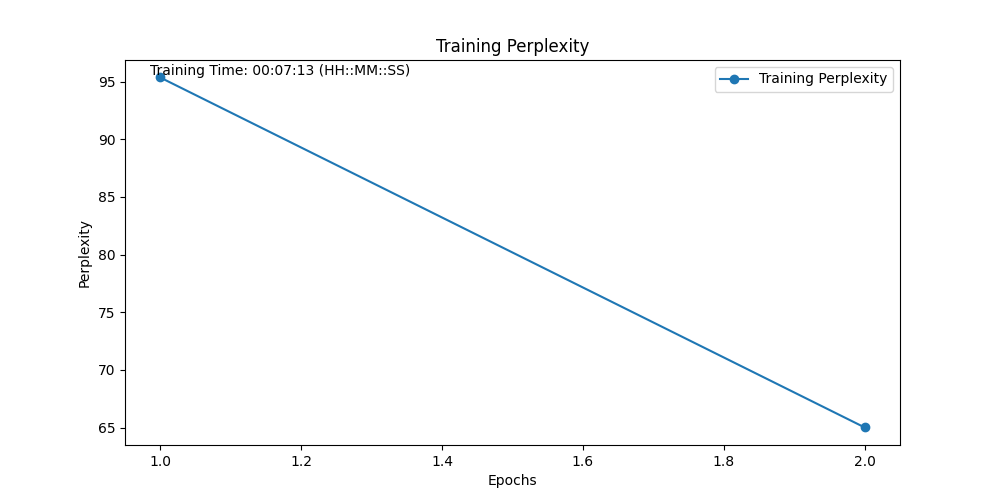 Training Perplexity
Training Time: 00:07:13 (HH::MM::SS)
Training Perplexity
95
90
85
80
75
70
65
Perplexity
1.0 1.2 1.4 1.6 1.8 2.0
Epochs